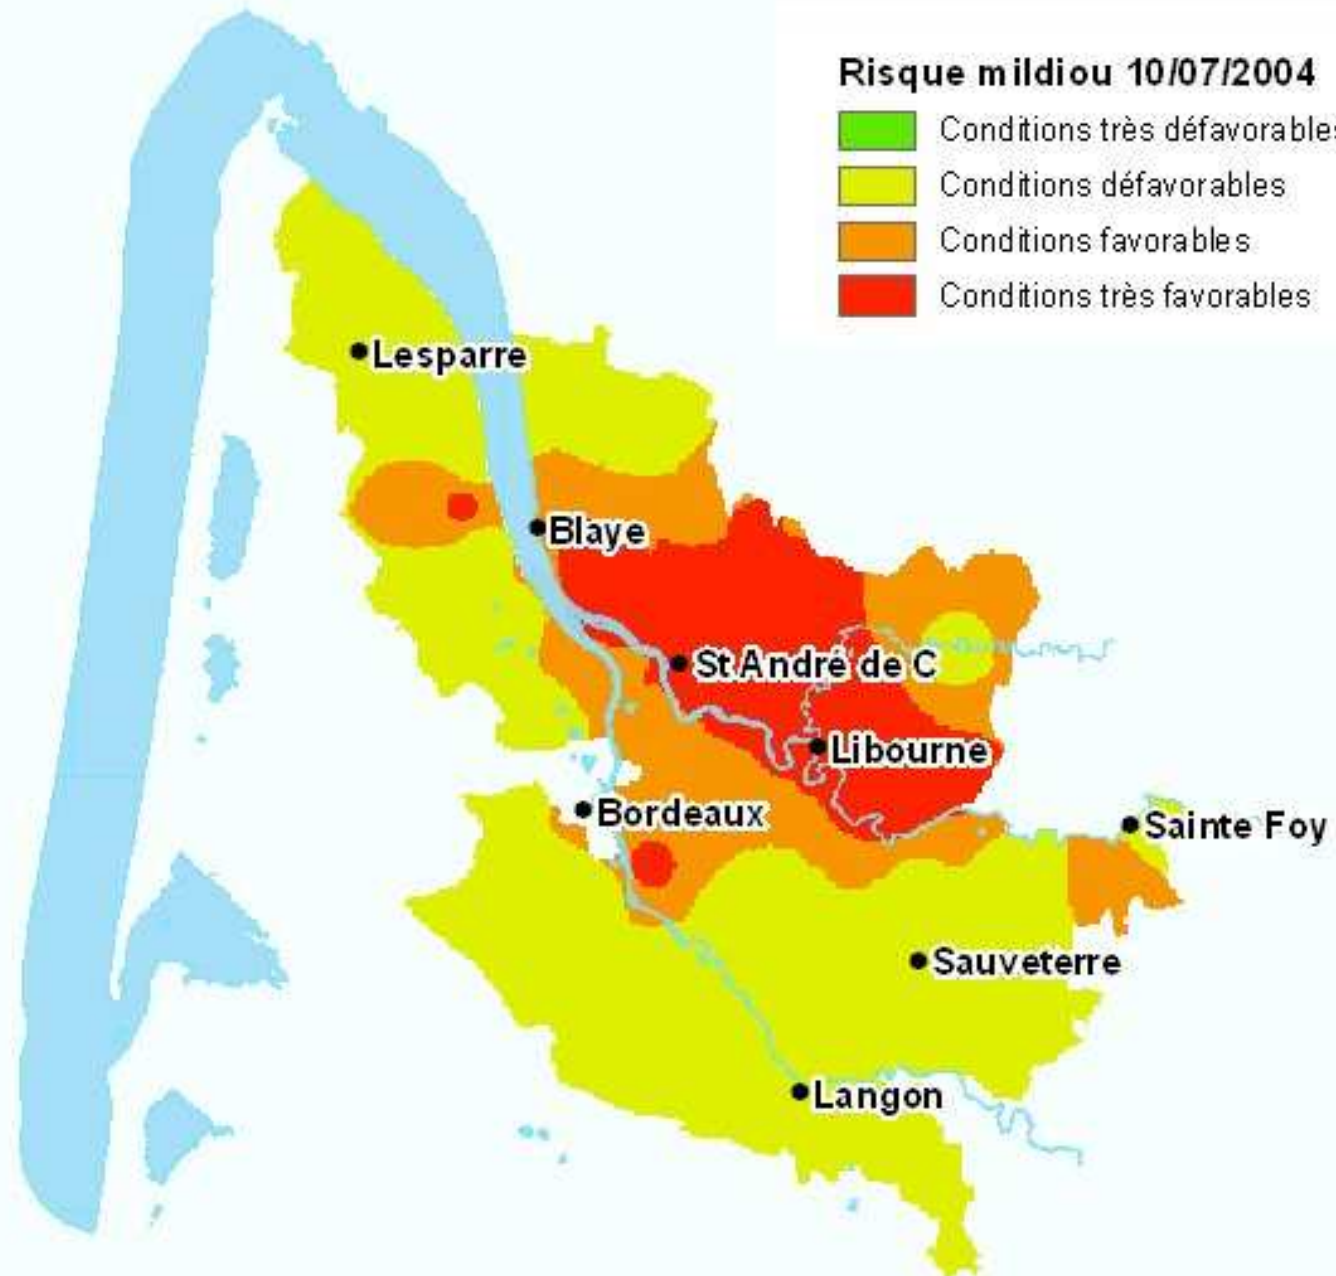 Risque mildiou 10/07/2004
Conditions très défavorables
Conditions défavorables
Conditions favorables
Conditions très favorables
Lesparre
Blaye
St André de C
Libourne
Bordeaux
Sainte Foy
Sauveterre
Langon